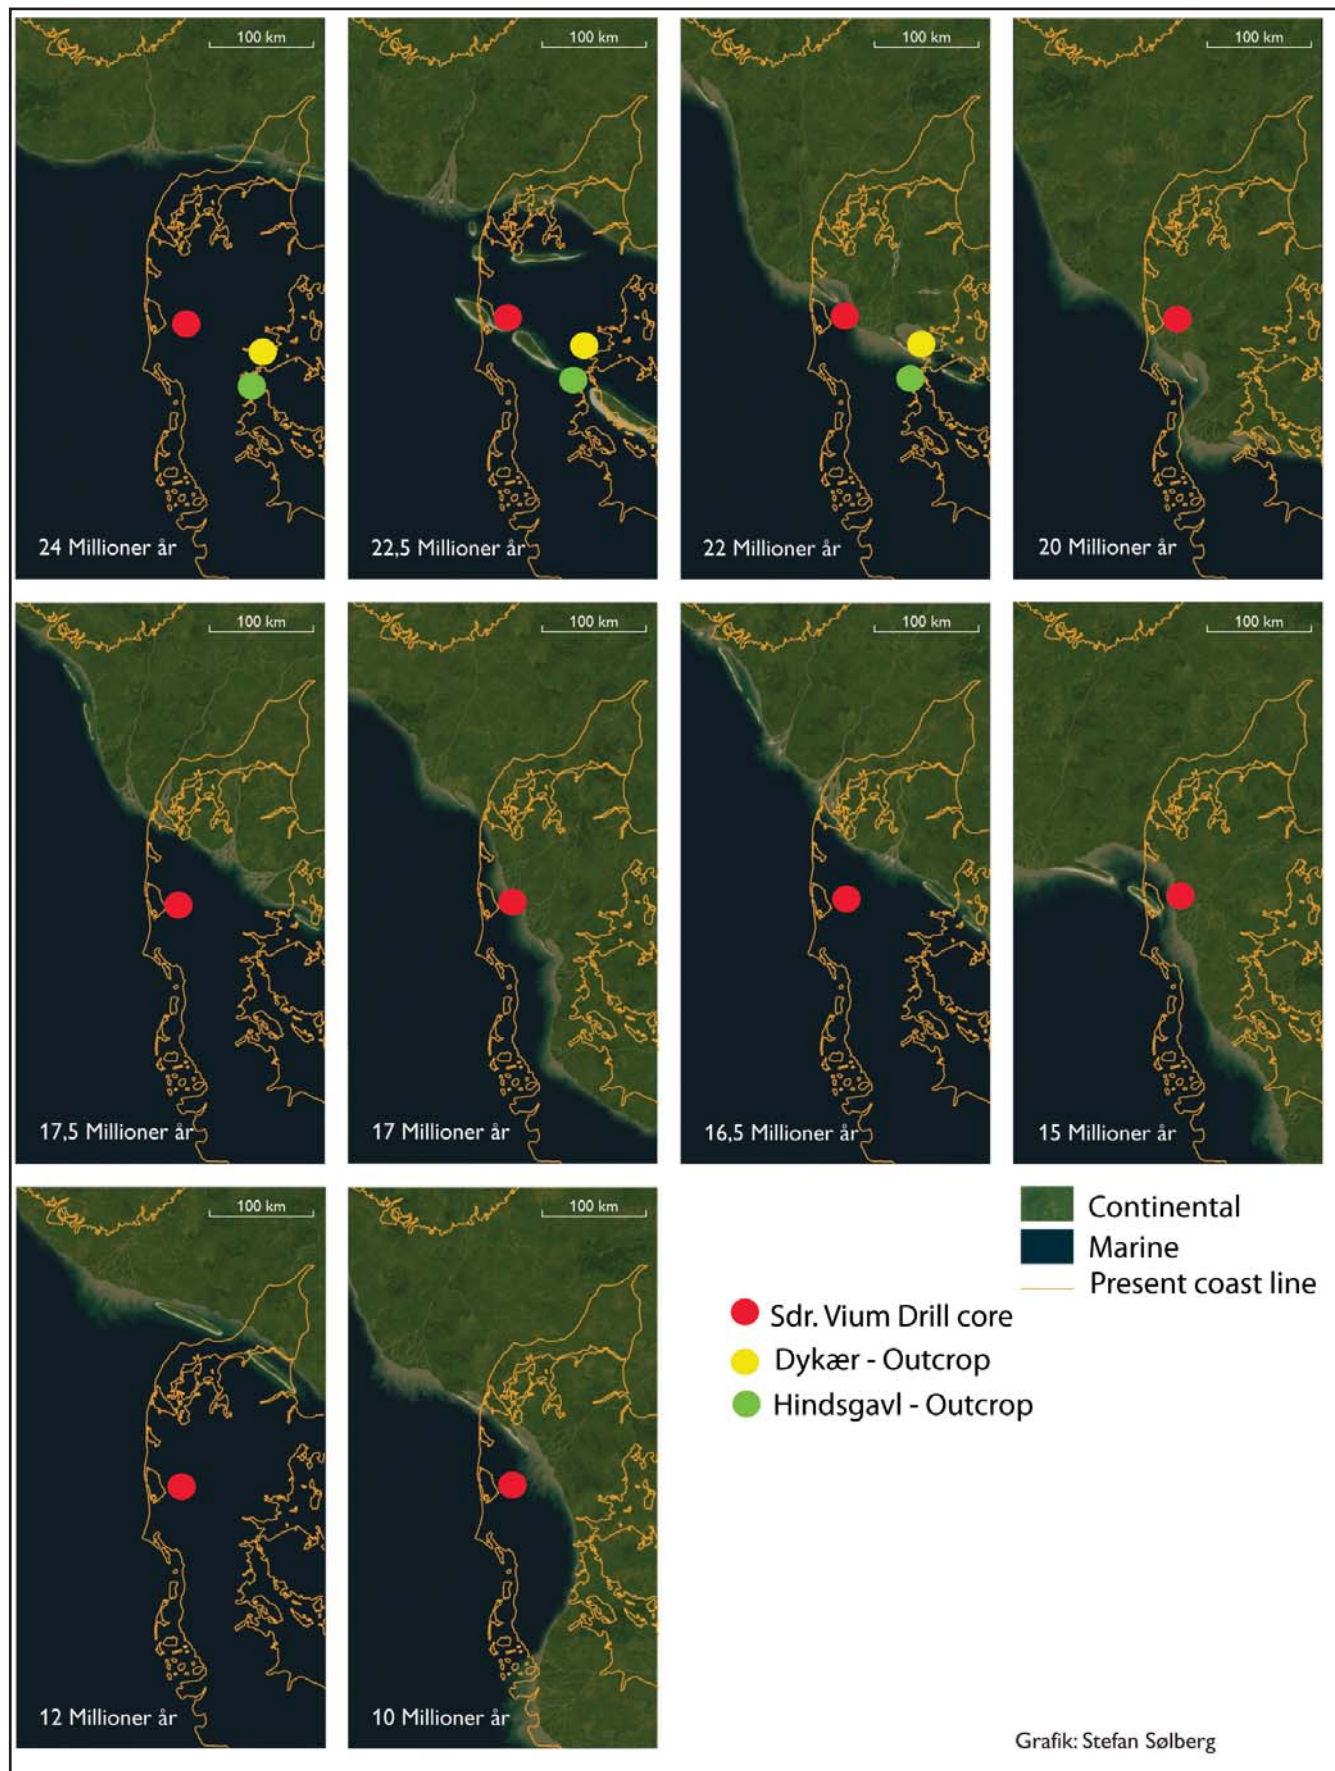 100 km
100 km
100 km
100 km
24 Millioner år
22,5 Millioner år
22 Millioner år
20 Millioner år
100 km
100 km
100 km
100 km
17,5 Millioner år
17 Millioner år
16,5 Millioner år
15 Millioner år
100 km
100 km
12 Millioner år
10 Millioner år
Continental
Marine
Present coast line
Sdr. Vium Drill core
Dykær - Outcrop
Hindsgavl - Outcrop
Grafik: Stefan Sølberg